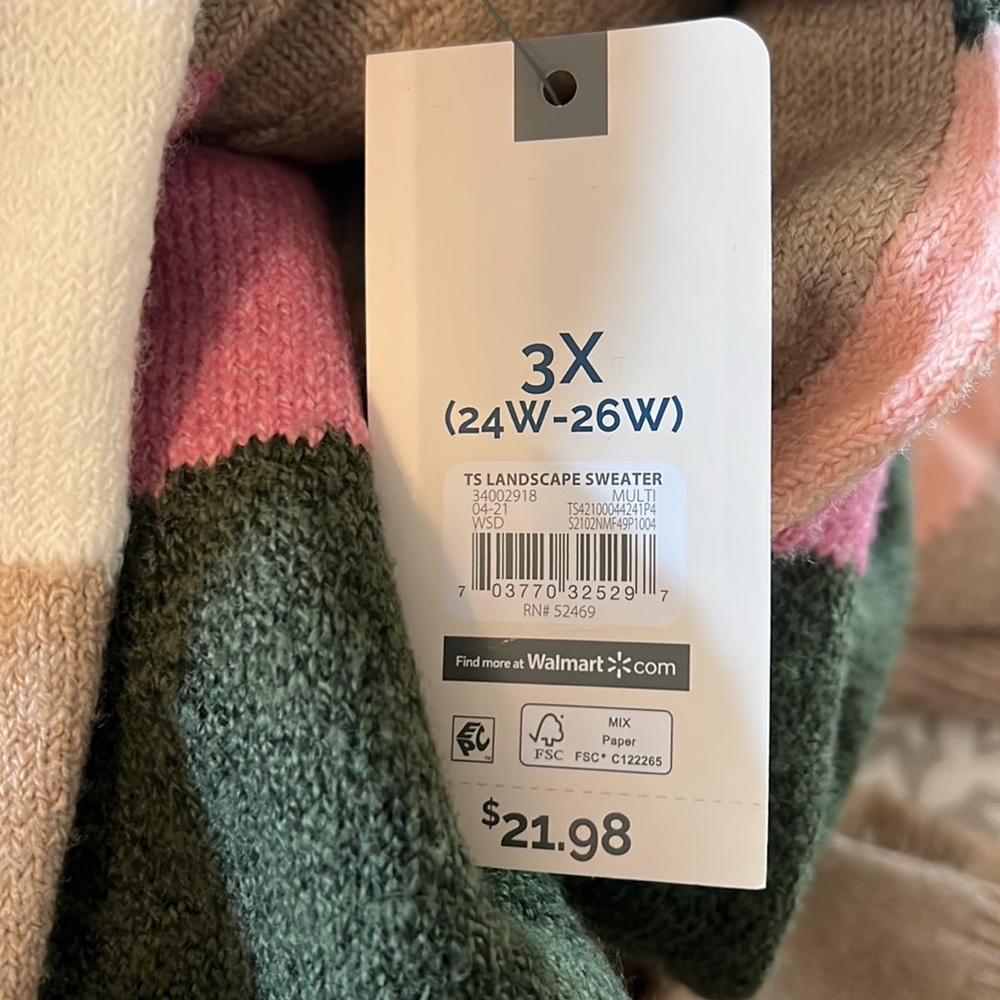 3X
(24W-26W)
TS LANDSCAPE SWEATER
34002918 MULTI
04-21 TS42100044241P4
WSD S2102NMF49P1004
7 03770 32529 7
RN# 52469
Find more at Walmart com
EPC
FSC
MIX
Paper
FSC® C122265
$21.98